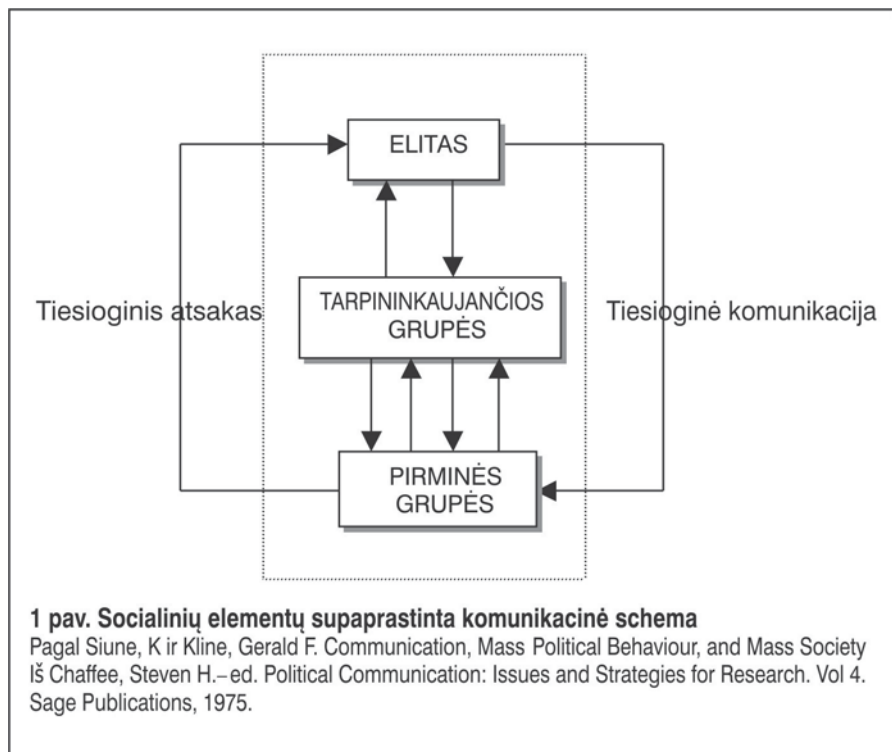 ELITAS
TARPININKAUJANČIOS
GRUPĖS
Tiesioginis atsakas
Tiesioginė komunikacija
PIRMINĖS
GRUPĖS
1 pav. Socialinių elementų supaprastinta komunikacinė schema
Pagal Siune, K ir Kline, Gerald F. Communication, Mass Political Behaviour, and Mass Society
Iš Chaffee, Steven H.–ed. Political Communication: Issues and Strategies for Research. Vol 4.
Sage Publications, 1975.